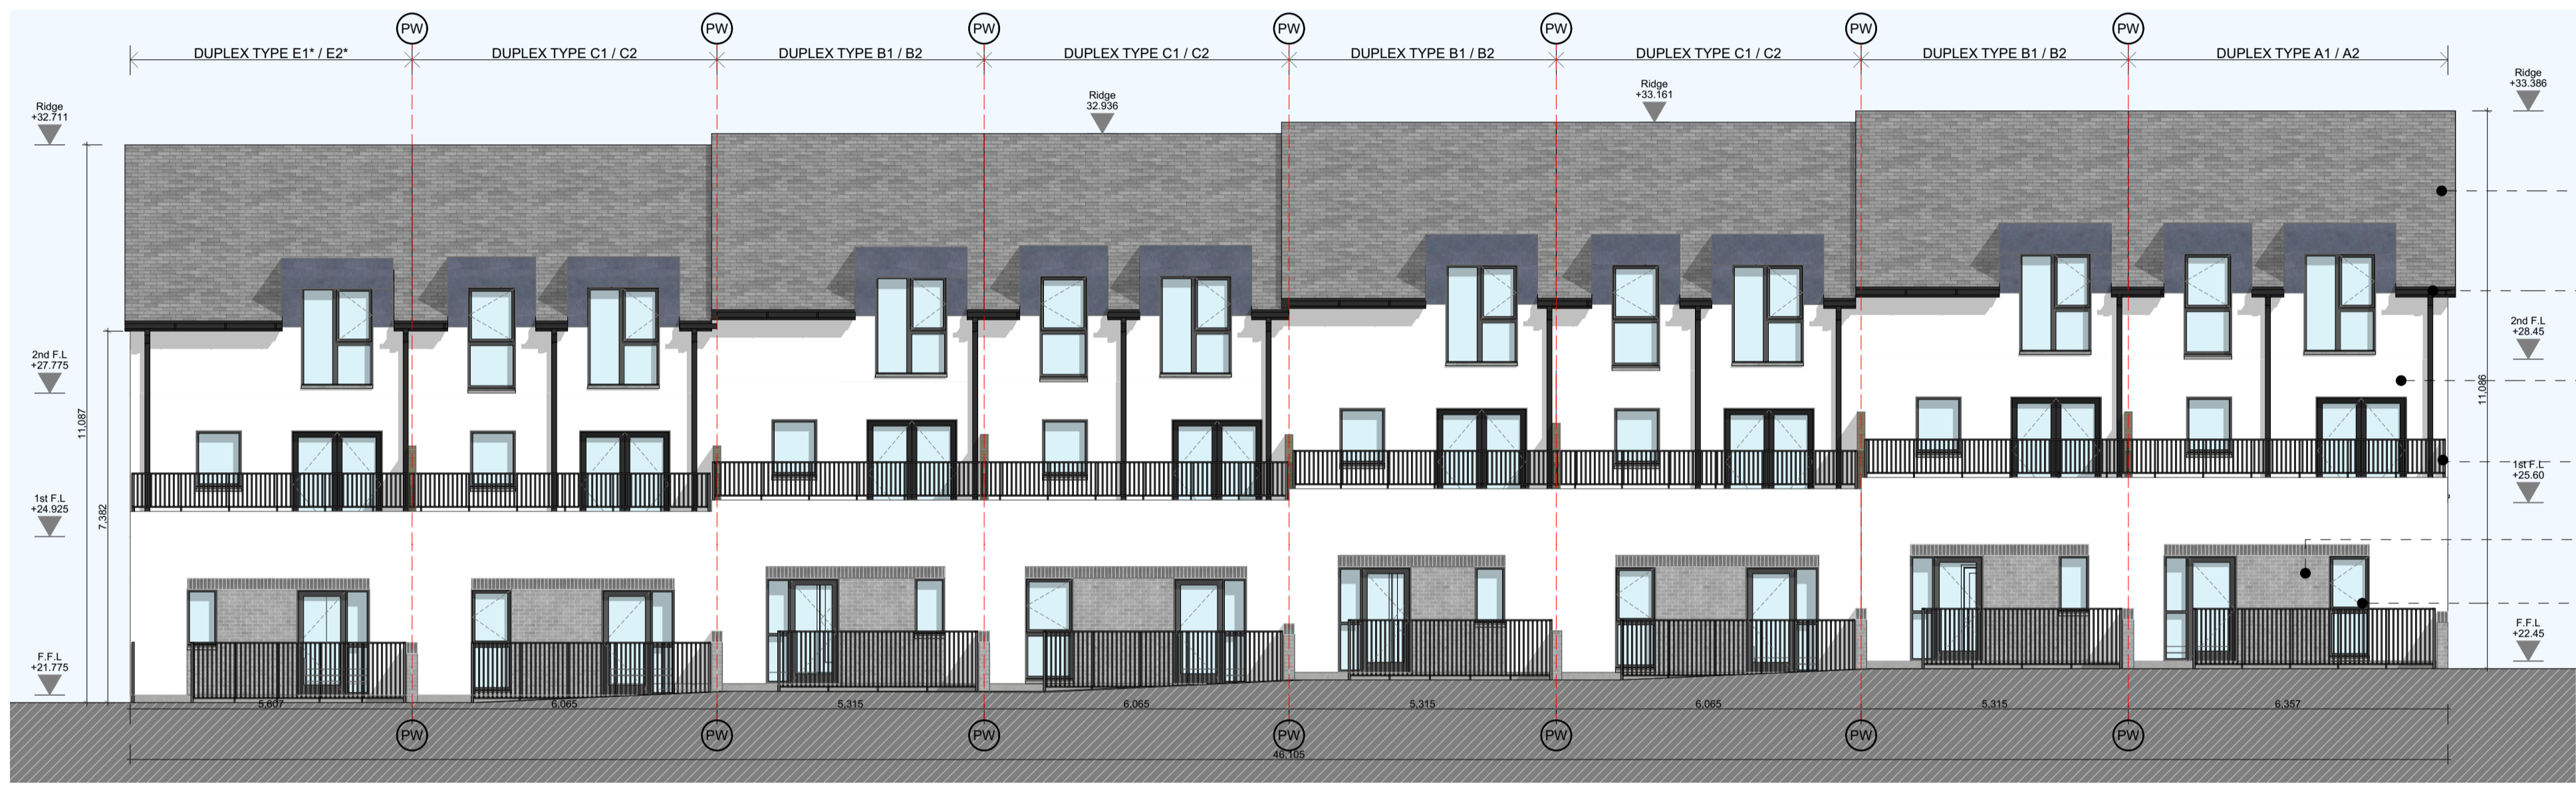 PW PW PW PW PW PW PW
DUPLEX TYPE E1* / E2* DUPLEX TYPE C1 / C2 DUPLEX TYPE B1 / B2 DUPLEX TYPE C1 / C2 DUPLEX TYPE B1 / B2 DUPLEX TYPE C1 / C2 DUPLEX TYPE B1 / B2 DUPLEX TYPE A1 / A2
Ridge
+32.711
Ridge
32.936
Ridge
+33.161
Ridge
+33.386
2nd F.L
+27.775
2nd F.L
+28.45
11,087
11,086
1st F.L
+24.925
7,382
1st F.L
+25.60
F.F.L
+21.775
F.F.L
+22.45
5,607 6,065 5,315 6,065 5,315 6,065 5,315 6,357
PW PW PW PW PW PW PW
46,105